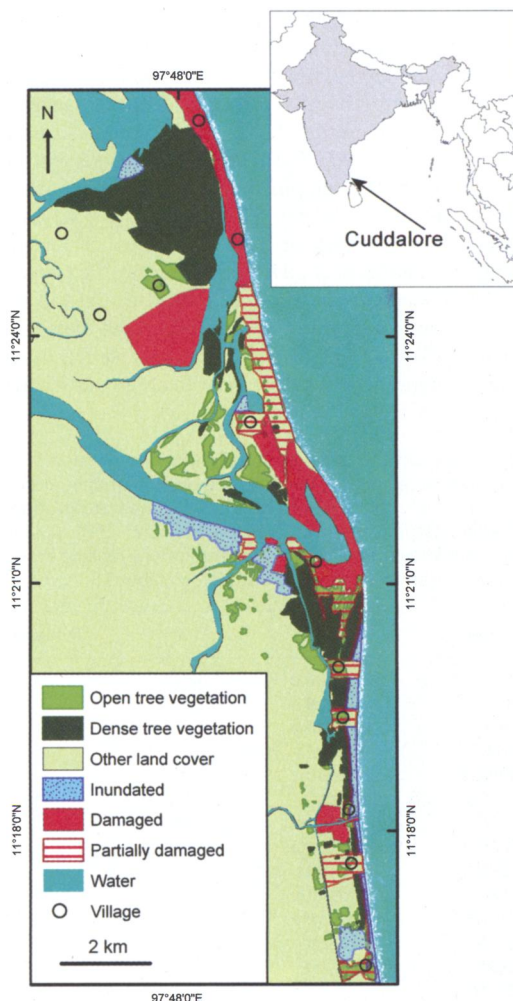 97°48'0"E
N
Cuddalore
11°24'0"N
11°24'0"N
11°21'0"N
11°21'0"N
Open tree vegetation
Dense tree vegetation
Other land cover
Inundated
Damaged
Partially damaged
Water
Village
2 km
11°18'0"N
11°18'0"N
97°48'0"E